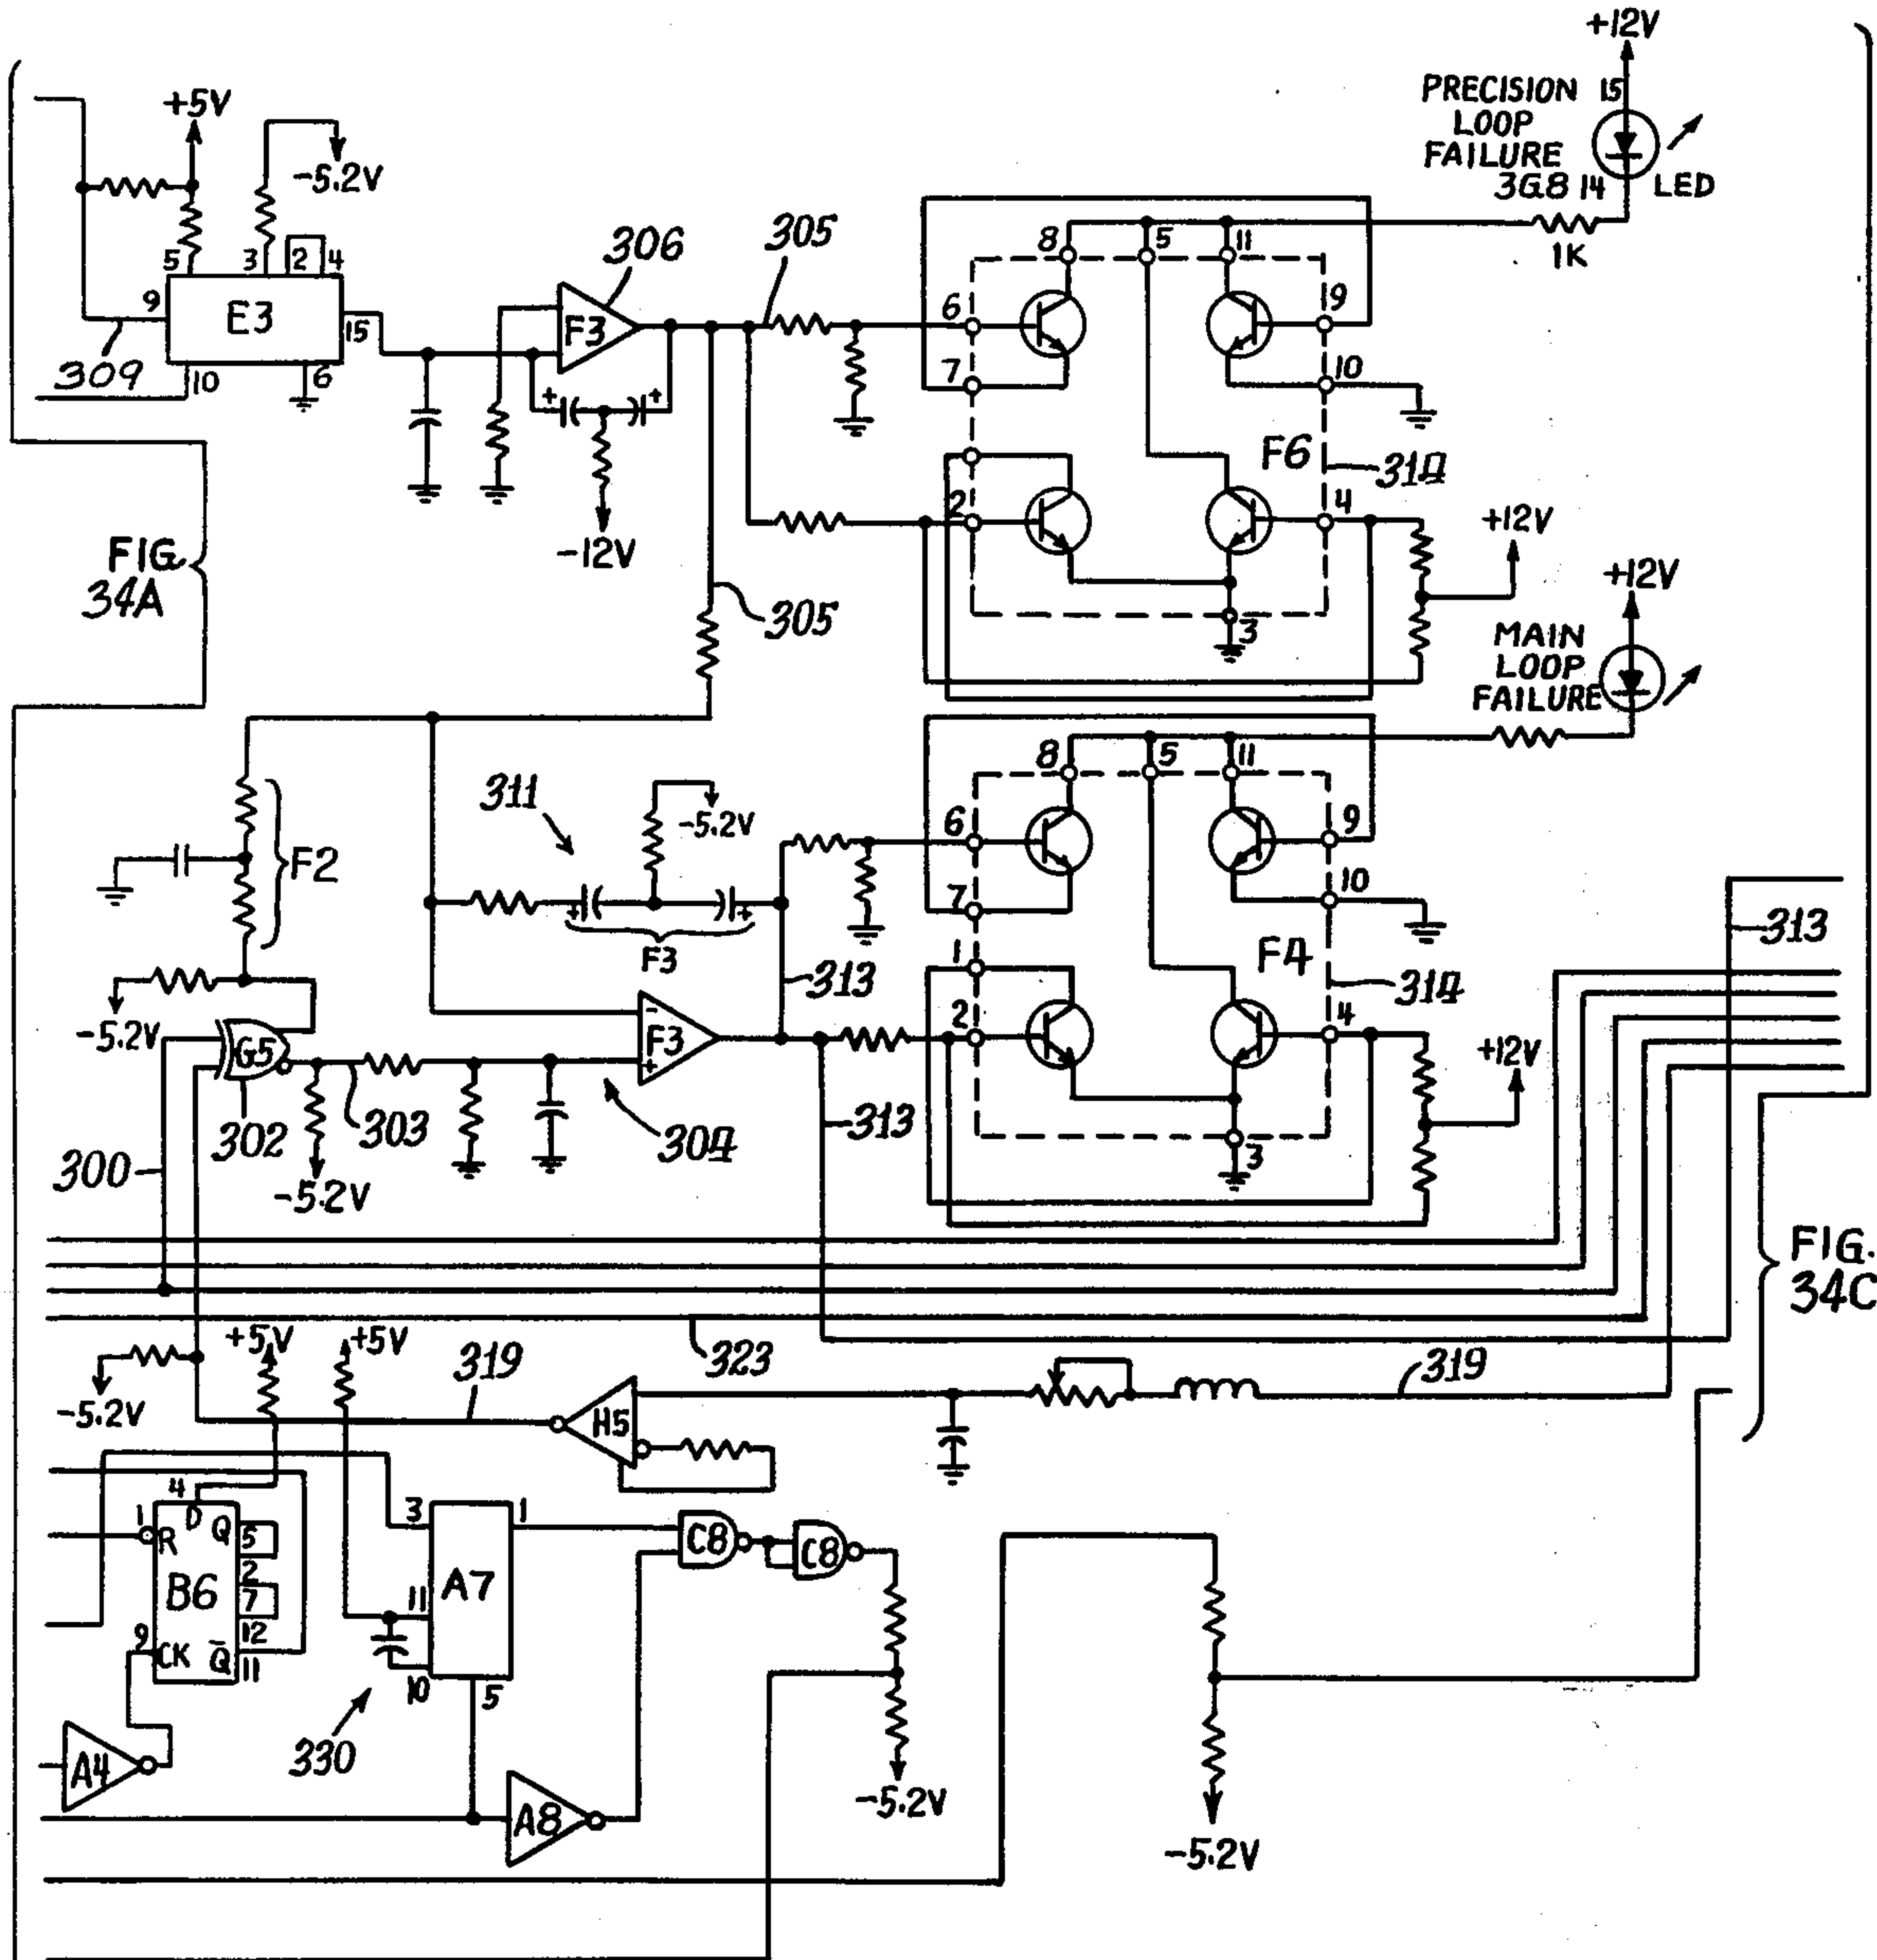 +12V
PRECISION 15
LOOP
FAILURE
3G8 14 LED
1K
+5V
-5.2V
5 3 2 4
9 E3 15
309 10 6
306
F3
305
-12V
8 5 11
6 9
7 10
F6
314
2 4
+12V
3
305
FIG.
34A
+12V
MAIN
LOOP
FAILURE
8 5 11
311
-5.2V
6 9
F2
7 10
F3
313
1 F4
314
313
2 4
-5.2V
G5
F3
- +
302 303 304
313
+12V
3
300
-5.2V
FIG.
34C
+5V +5V
323
319
319
-5.2V
H5
4
1 D Q 5
R 2
B6 7
12
9 CK Q̄ 11
3 1
A7
11
10 5
C8 C8
330
A4
A8
-5.2V
-5.2V